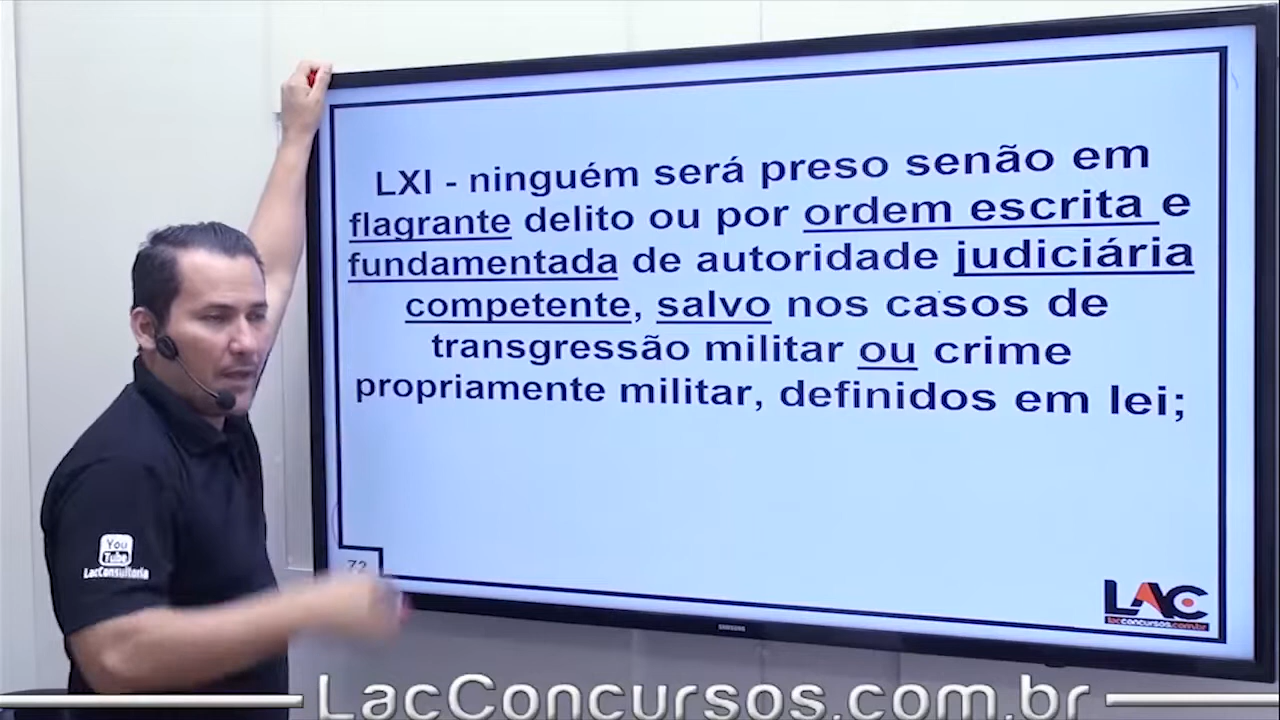 LXI - ninguém será preso senão em
flagrante delito ou por ordem escrita e
fundamentada de autoridade judiciária
competente, salvo nos casos de
transgressão militar ou crime
propriamente militar, definidos em lei;
72
LAC
lacconcursos.com.br
SAMSUNG
You
Tube
LacConsultoria
LacConcursos.com.br